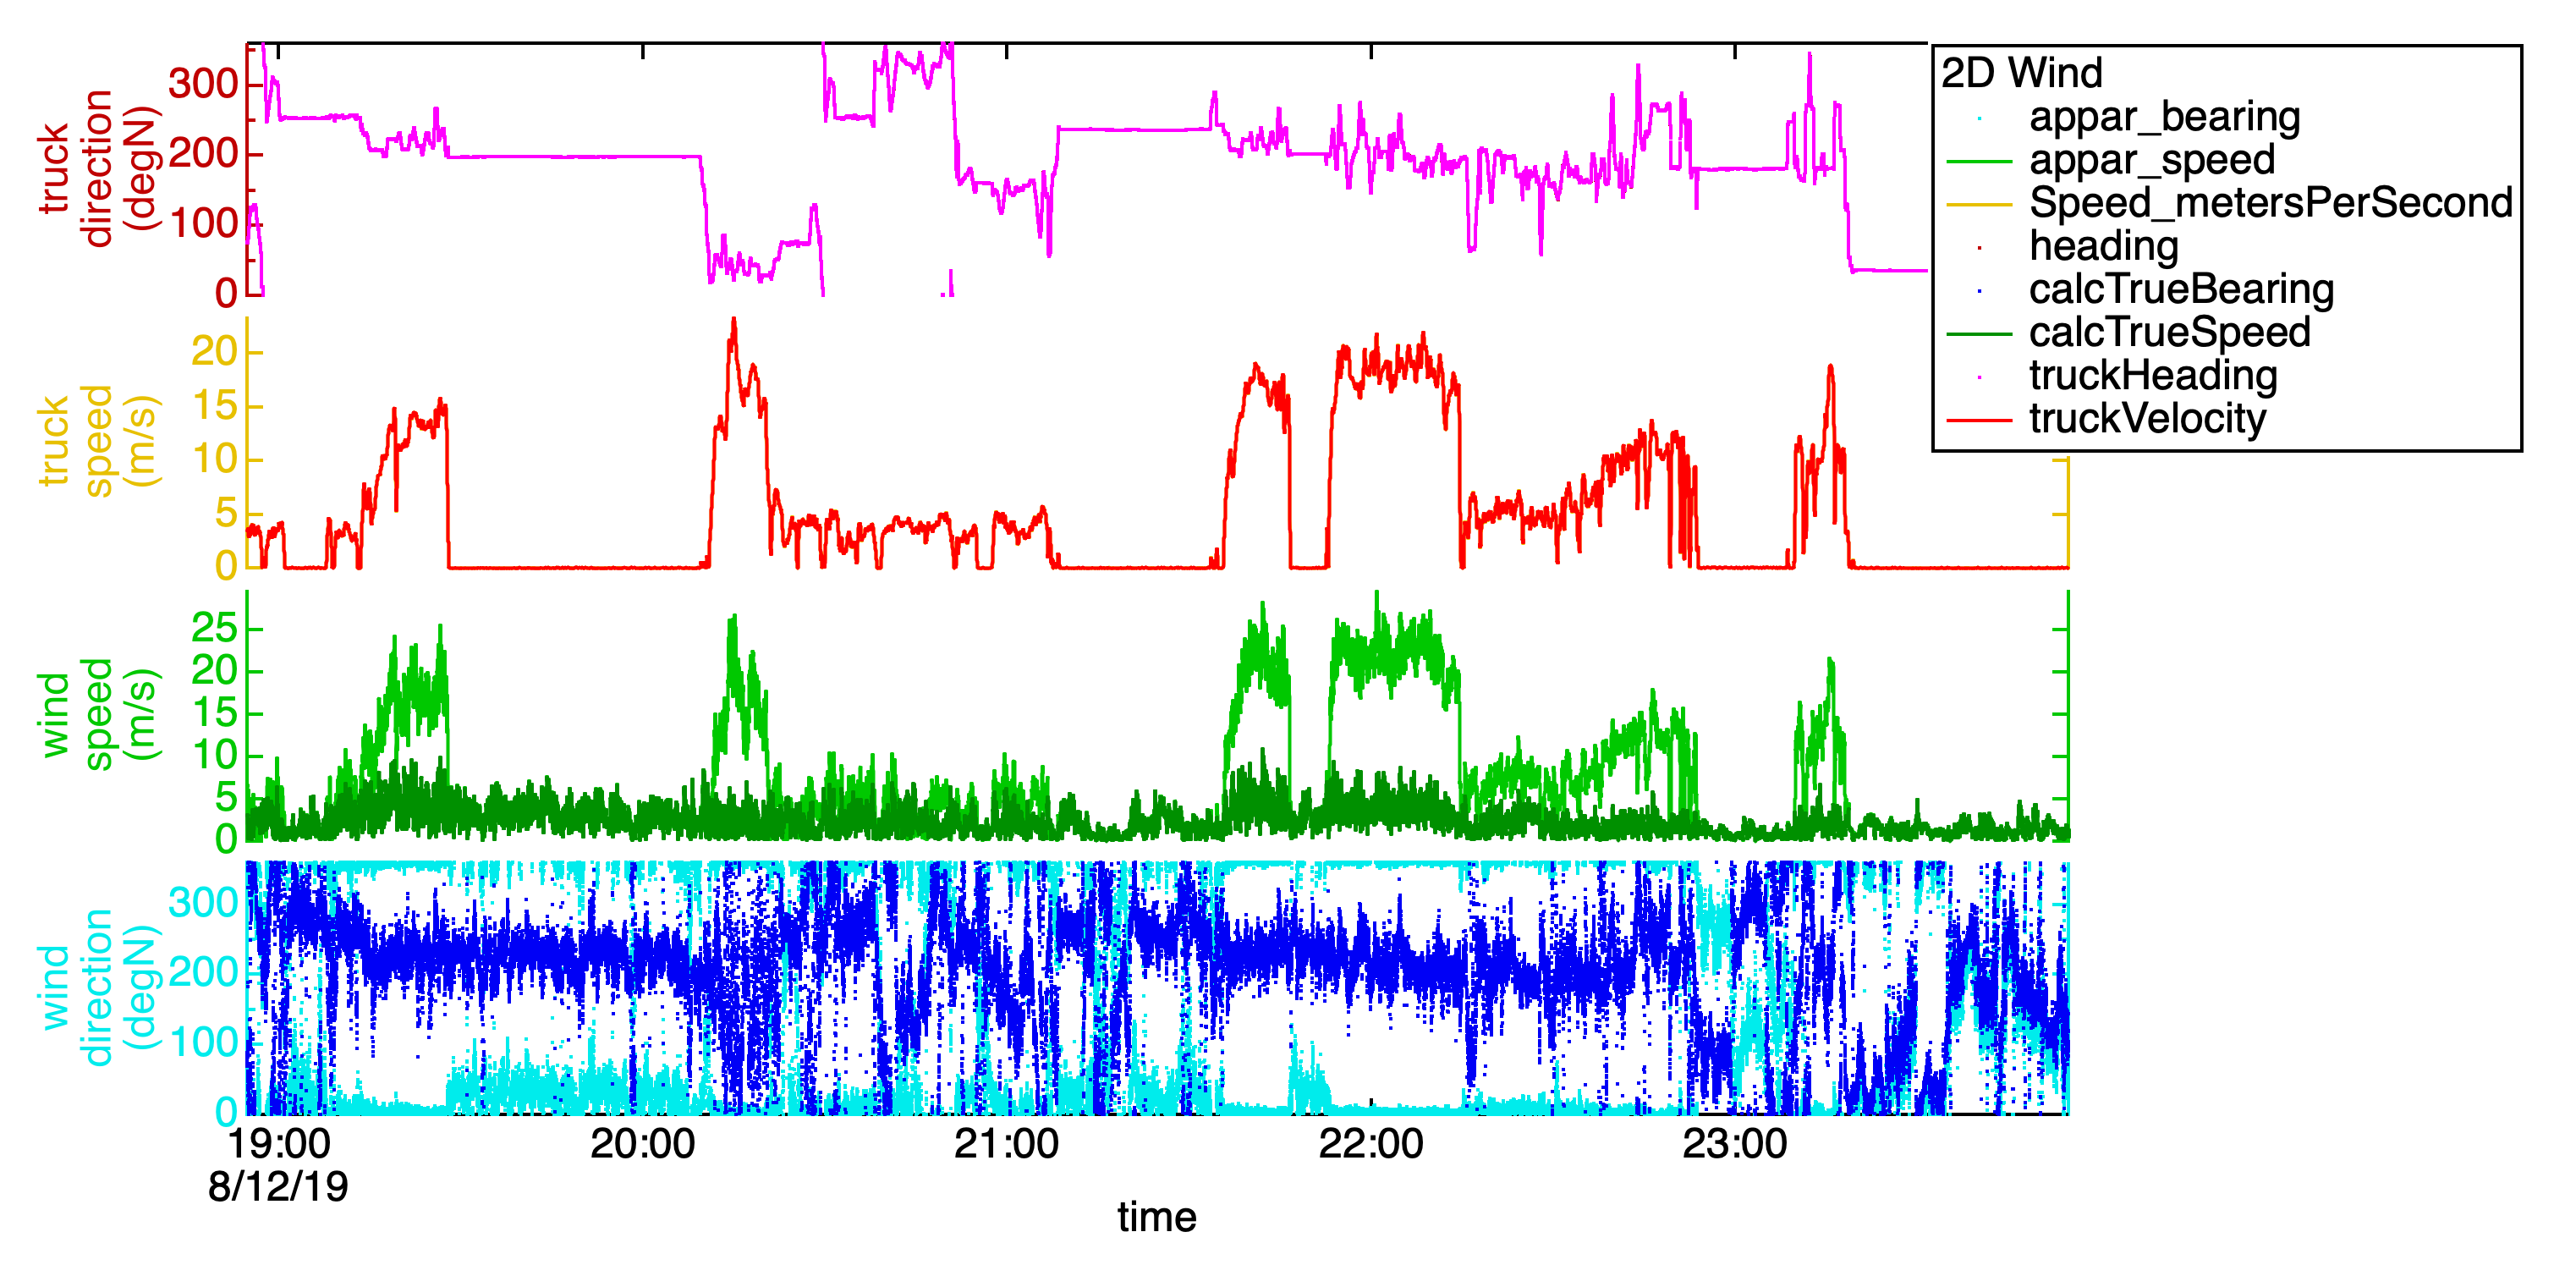 truck
direction
(degN)
300
200
100
0
truck
speed
(m/s)
20
15
10
5
0
wind
speed
(m/s)
25
20
15
10
5
0
wind
direction
(degN)
300
200
100
0
19:00
20:00
21:00
22:00
23:00
8/12/19
time
2D Wind
appar_bearing
appar_speed
Speed_metersPerSecond
heading
calcTrueBearing
calcTrueSpeed
truckHeading
truckVelocity